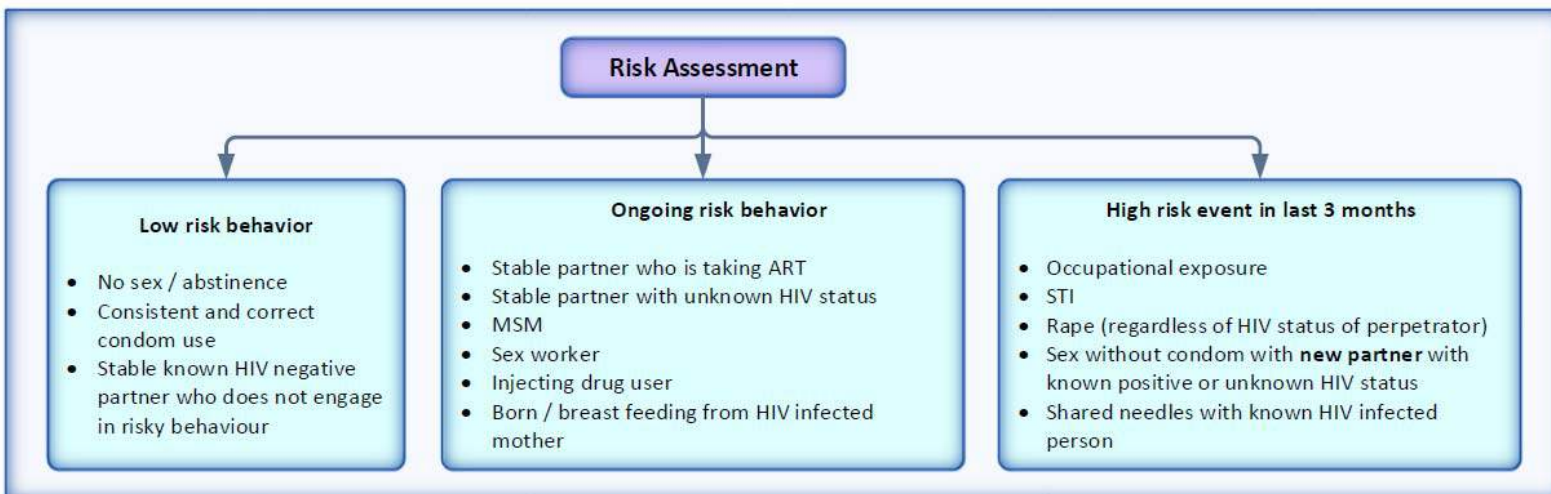 Risk Assessment
Low risk behavior
• No sex / abstinence
• Consistent and correct
condom use
• Stable known HIV negative
partner who does not engage
in risky behaviour
Ongoing risk behavior
• Stable partner who is taking ART
• Stable partner with unknown HIV status
• MSM
• Sex worker
• Injecting drug user
• Born / breast feeding from HIV infected
mother
High risk event in last 3 months
• Occupational exposure
• STI
• Rape (regardless of HIV status of perpetrator)
• Sex without condom with new partner with
known positive or unknown HIV status
• Shared needles with known HIV infected
person